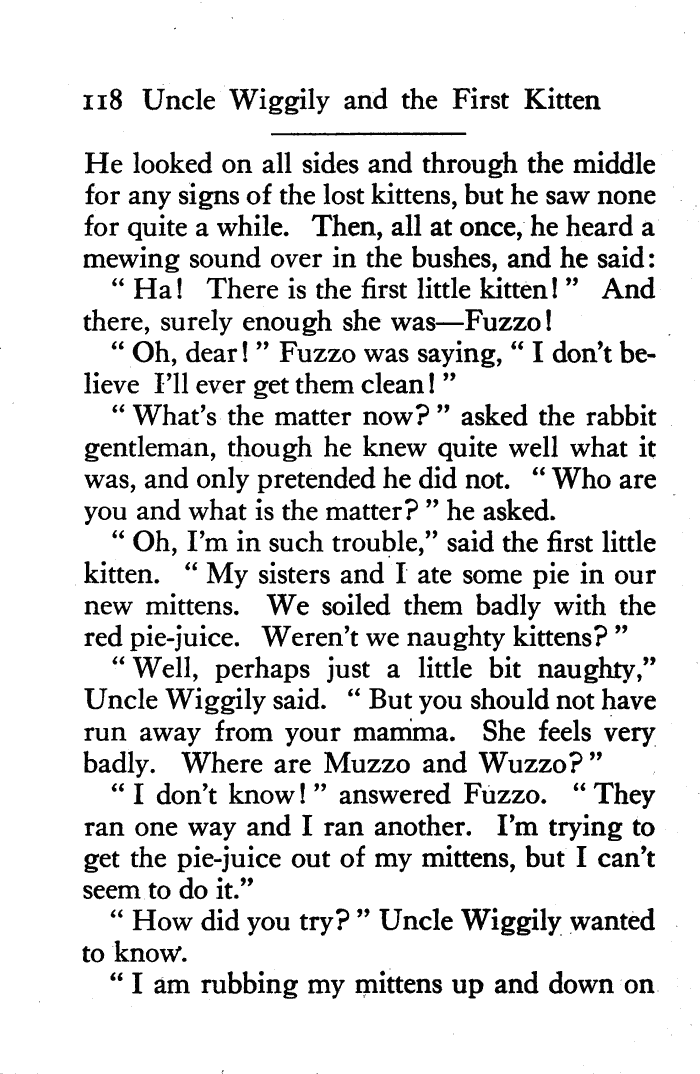 118 Uncle Wiggily and the First Kitten
He looked on all sides and through the middle
for any signs of the lost kittens, but he saw none
for quite a while. Then, all at once, he heard a
mewing sound over in the bushes, and he said:
“ Ha! There is the first little kitten! ” And
there, surely enough she was—Fuzzo!
“ Oh, dear! ” Fuzzo was saying, “ I don’t be-
lieve I’ll ever get them clean! ”
“ What’s the matter now? ” asked the rabbit
gentleman, though he knew quite well what it
was, and only pretended he did not. “ Who are
you and what is the matter? ” he asked.
“ Oh, I’m in such trouble,” said the first little
kitten. “ My sisters and I ate some pie in our
new mittens. We soiled them badly with the
red pie-juice. Weren’t we naughty kittens? ”
“ Well, perhaps just a little bit naughty,”
Uncle Wiggily said. “ But you should not have
run away from your mamma. She feels very
badly. Where are Muzzo and Wuzzo? ”
“ I don’t know! ” answered Fuzzo. “ They
ran one way and I ran another. I’m trying to
get the pie-juice out of my mittens, but I can’t
seem to do it.”
“ How did you try? ” Uncle Wiggily wanted
to know.
“ I am rubbing my mittens up and down on